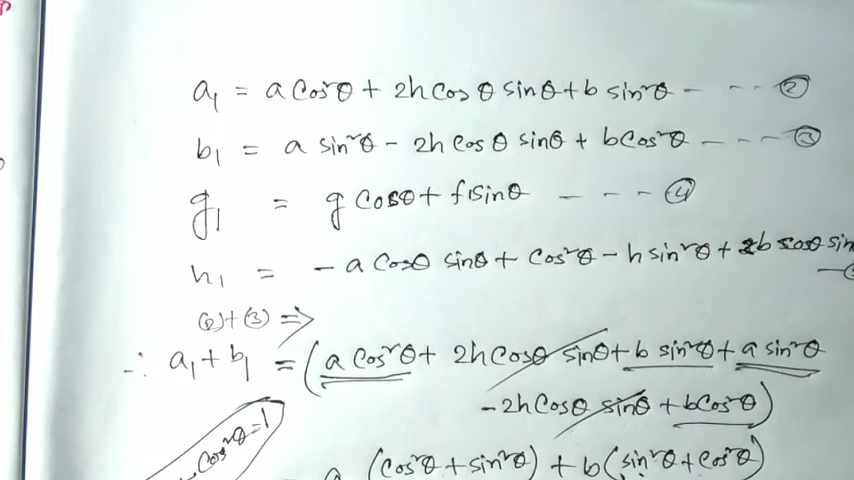 a₁ = a cos²θ + 2h cosθ sinθ + b sin²θ - - - - ②
b₁ = a sin²θ - 2h cosθ sinθ + b cos²θ - - - - ③
g₁ = g cosθ + f sinθ - - - - ④
h₁ = - a cosθ sinθ + cos²θ - h sin²θ + b cosθ sin
(2)+(3) ⇒
∴ a₁ + b₁ = (a cos²θ + 2h cosθ sinθ + b sin²θ + a sin²θ
- 2h cosθ sinθ + b cos²θ)
cos²θ = 1
a (cos²θ + sin²θ) + b(sin²θ + cos²θ)